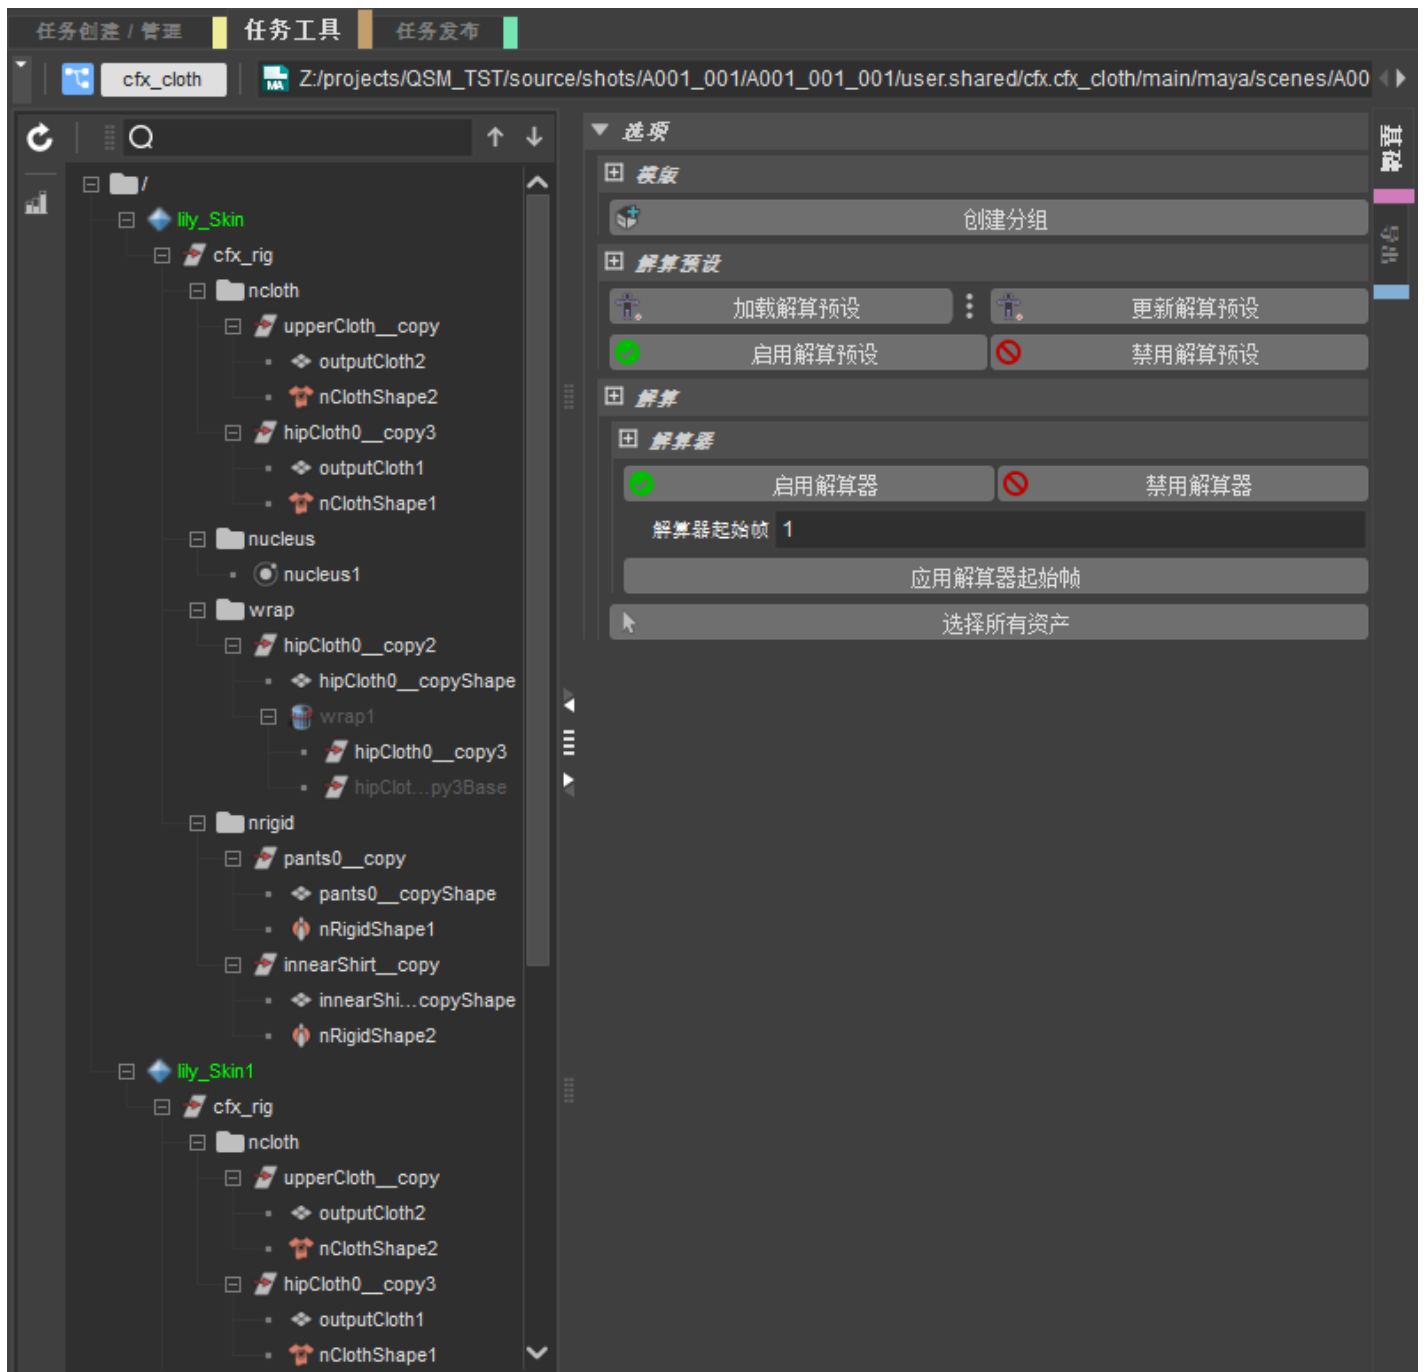 任务创建 / 管理
任务工具
任务发布
cfx_cloth
MA
Z:/projects/QSM_TST/source/shots/A001_001/A001_001_001/user.shared/cfx.cfx_cloth/main/maya/scenes/A00
/
lily_Skin
cfx_rig
ncloth
upperCloth__copy
outputCloth2
nClothShape2
hipCloth0__copy3
outputCloth1
nClothShape1
nucleus
nucleus1
wrap
hipCloth0__copy2
hipCloth0__copyShape
wrap1
hipCloth0__copy3
hipClot...py3Base
nrigid
pants0__copy
pants0__copyShape
nRigidShape1
innearShirt__copy
innearShi...copyShape
nRigidShape2
lily_Skin1
cfx_rig
ncloth
upperCloth__copy
outputCloth2
nClothShape2
hipCloth0__copy3
outputCloth1
nClothShape1
选项
模版
创建分组
解算预设
加载解算预设
更新解算预设
启用解算预设
禁用解算预设
解算
解算器
启用解算器
禁用解算器
解算器起始帧 1
应用解算器起始帧
选择所有资产
基础